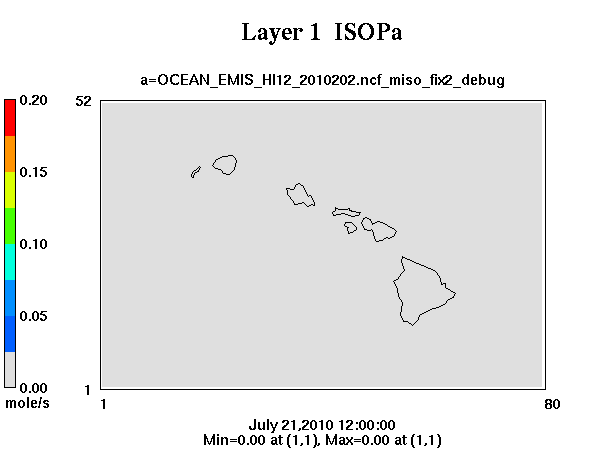 Layer 1 ISOPa
a=OCEAN_EMIS_HI12_2010202.ncf_miso_fix2_debug
52
0.20
0.15
0.10
0.05
0.00
mole/s
1
1
80
July 21,2010 12:00:00
Min=0.00 at (1,1), Max=0.00 at (1,1)